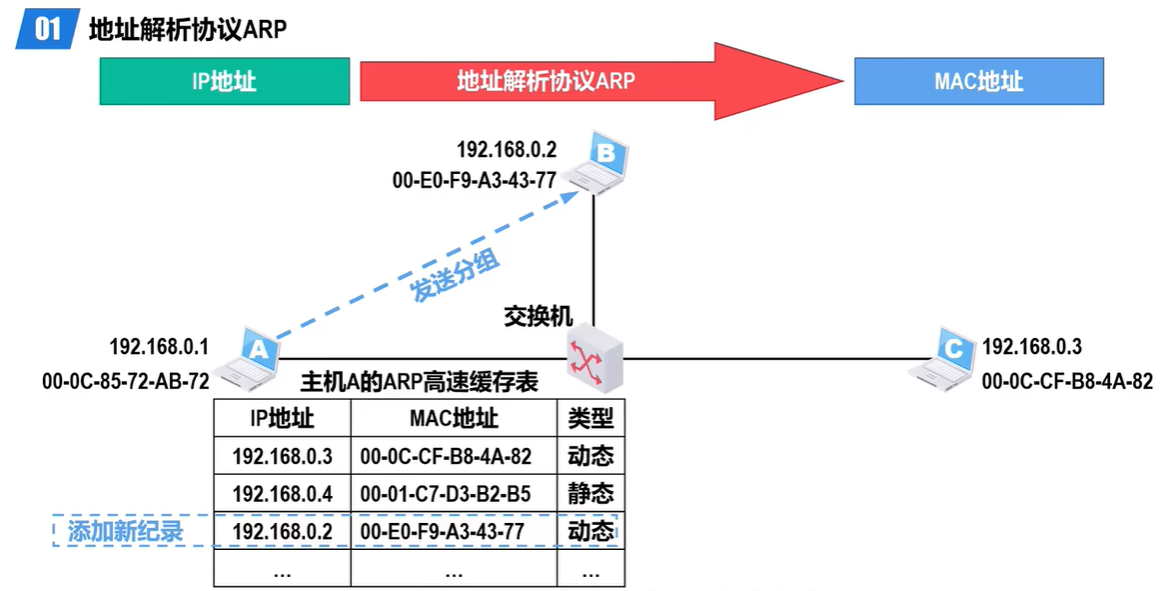 01 地址解析协议ARP
IP地址 地址解析协议ARP MAC地址
192.168.0.2
00-E0-F9-A3-43-77
B
发送分组
交换机
192.168.0.1
00-0C-85-72-AB-72
A
C
192.168.0.3
00-0C-CF-B8-4A-82
主机A的ARP高速缓存表
IP地址 MAC地址 类型
192.168.0.3 00-0C-CF-B8-4A-82 动态
192.168.0.4 00-01-C7-D3-B2-B5 静态
添加新纪录 192.168.0.2 00-E0-F9-A3-43-77 动态
... ... ...